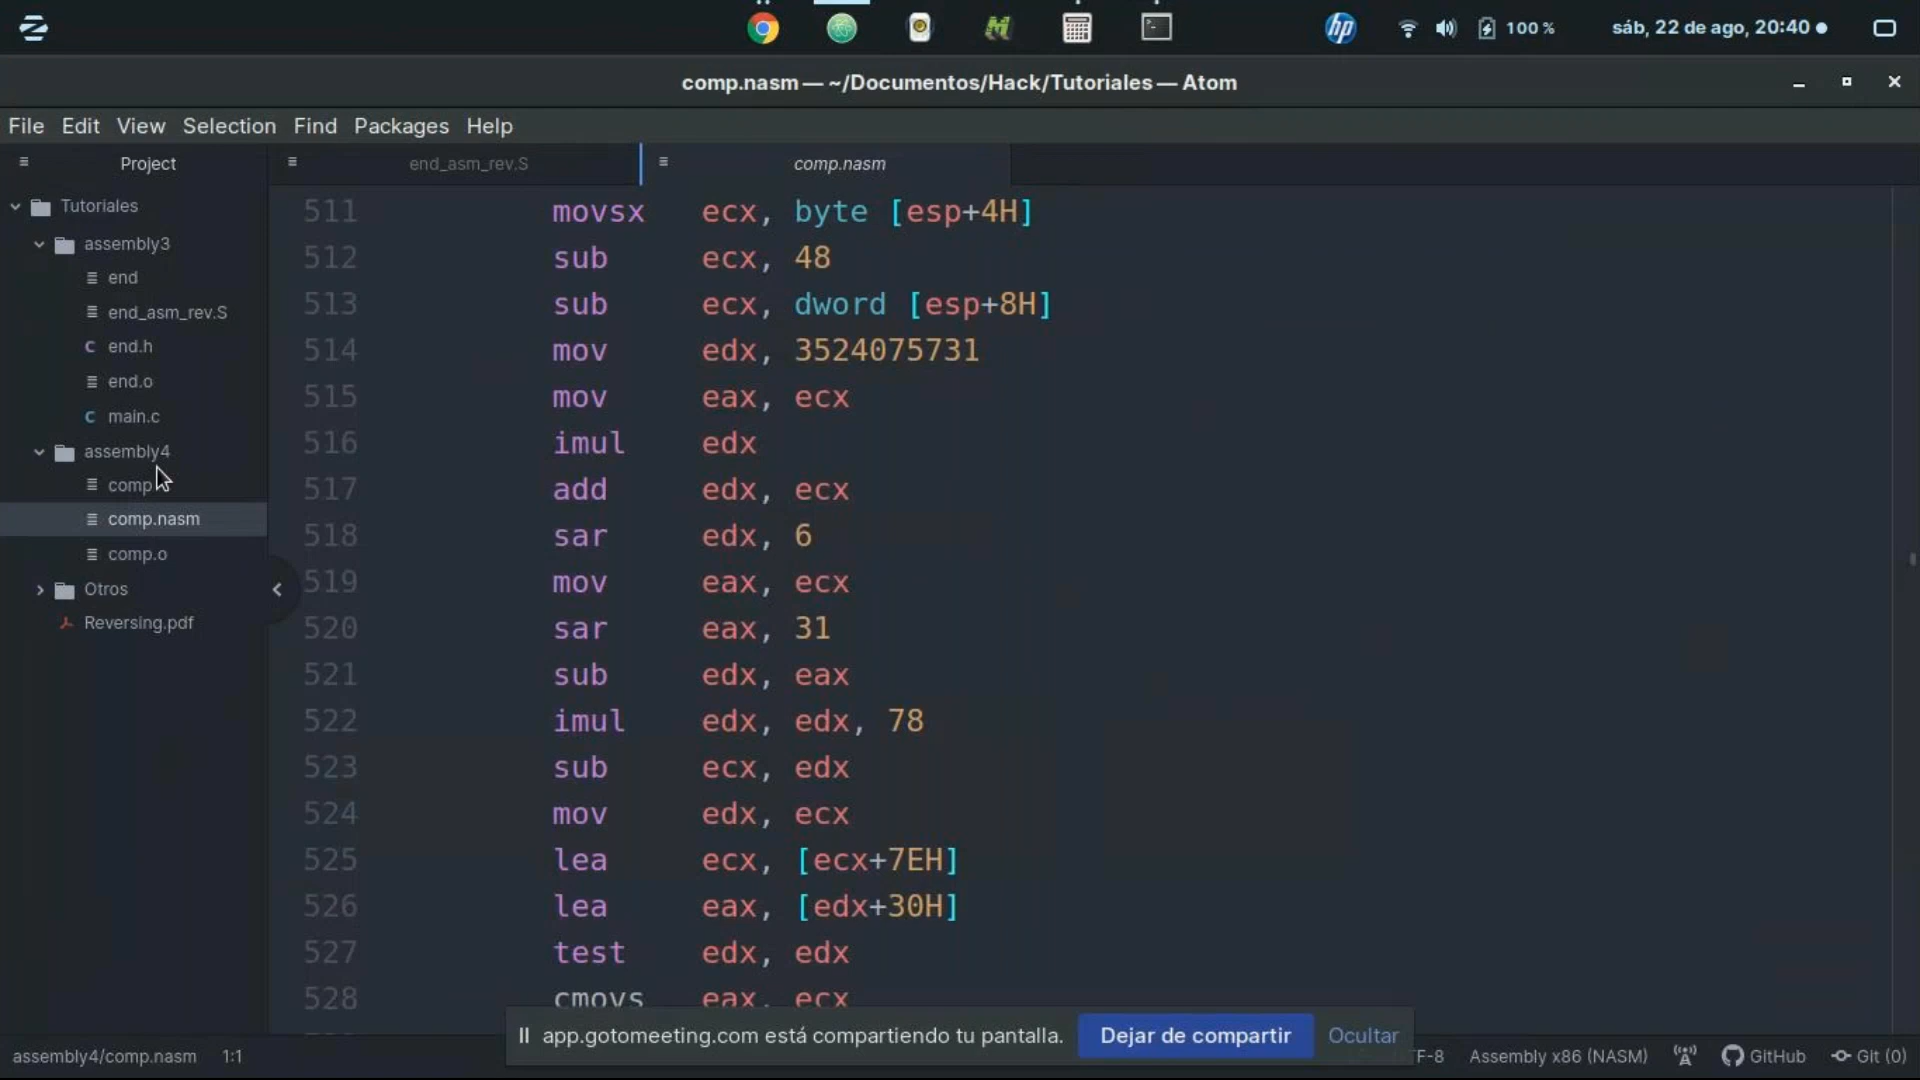 hp
100 %
sáb, 22 de ago, 20:40
comp.nasm — ~/Documentos/Hack/Tutoriales — Atom
File Edit View Selection Find Packages Help
Project
end_asm_rev.S
comp.nasm
Tutoriales
assembly3
end
end_asm_rev.S
end.h
end.o
main.c
assembly4
comp
comp.nasm
comp.o
Otros
Reversing.pdf
511 movsx ecx, byte [esp+4H]
512 sub ecx, 48
513 sub ecx, dword [esp+8H]
514 mov edx, 3524075731
515 mov eax, ecx
516 imul edx
517 add edx, ecx
518 sar edx, 6
519 mov eax, ecx
520 sar eax, 31
521 sub edx, eax
522 imul edx, edx, 78
523 sub ecx, edx
524 mov edx, ecx
525 lea ecx, [ecx+7EH]
526 lea eax, [edx+30H]
527 test edx, edx
528 cmovs eax, ecx
app.gotomeeting.com está compartiendo tu pantalla. Dejar de compartir Ocultar
assembly4/comp.nasm 1:1 TF-8 Assembly x86 (NASM) GitHub Git (0)